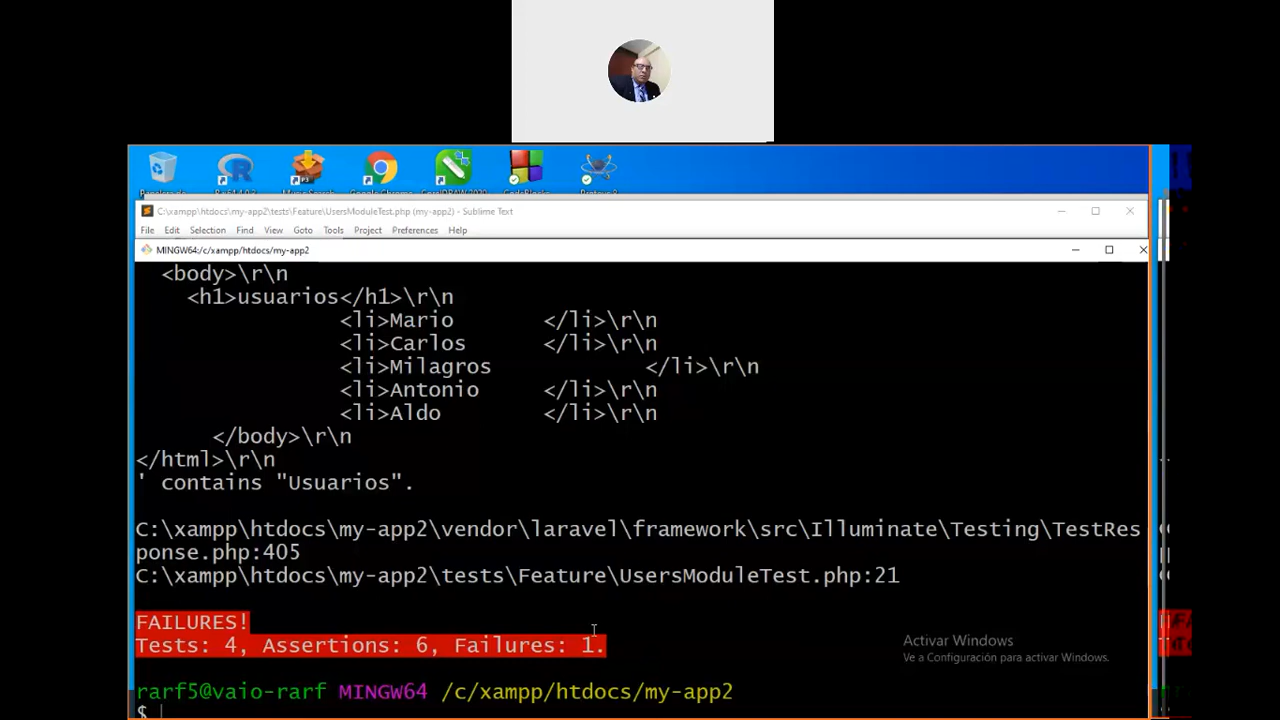 Google Chrome
CodeBlocks
C:\xampp\htdocs\my-app2\tests\Feature\UsersModuleTest.php (my-app2) - Sublime Text
File Edit Selection Find View Goto Tools Project Preferences Help
MINGW64:/c/xampp/htdocs/my-app2
<body>\r\n
<h1>usuarios</h1>\r\n
<li>Mario </li>\r\n
<li>Carlos </li>\r\n
<li>Milagros </li>\r\n
<li>Antonio </li>\r\n
<li>Aldo </li>\r\n
</body>\r\n
</html>\r\n
' contains "Usuarios".
C:\xampp\htdocs\my-app2\vendor\laravel\framework\src\Illuminate\Testing\TestRes
ponse.php:405
C:\xampp\htdocs\my-app2\tests\Feature\UsersModuleTest.php:21
FAILURES!
Tests: 4, Assertions: 6, Failures: 1.
Activar Windows
Ve a Configuración para activar Windows.
rarf5@vaio-rarf MINGW64 /c/xampp/htdocs/my-app2
$